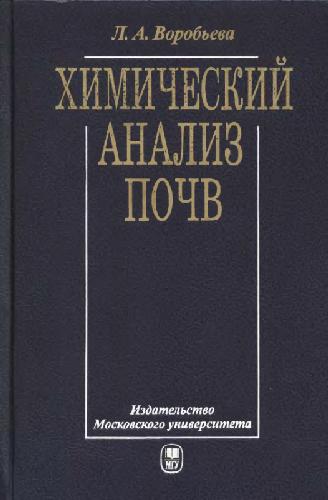 Л. А. Воробьева
ХИМИЧЕСКИЙ
АНАЛИЗ
ПОЧВ
Издательство
Московского университета
МГУ